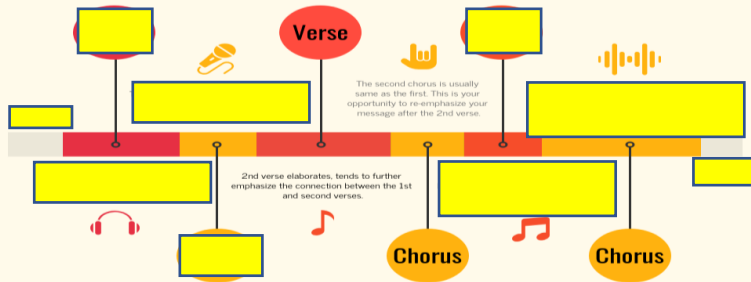 Verse
The second chorus is usually
same as the first. This is your
opportunity to re-emphasize your
message after the 2nd verse.
2nd verse elaborates, tends to further
emphasize the connection between the 1st
and second verses.
Chorus
Chorus